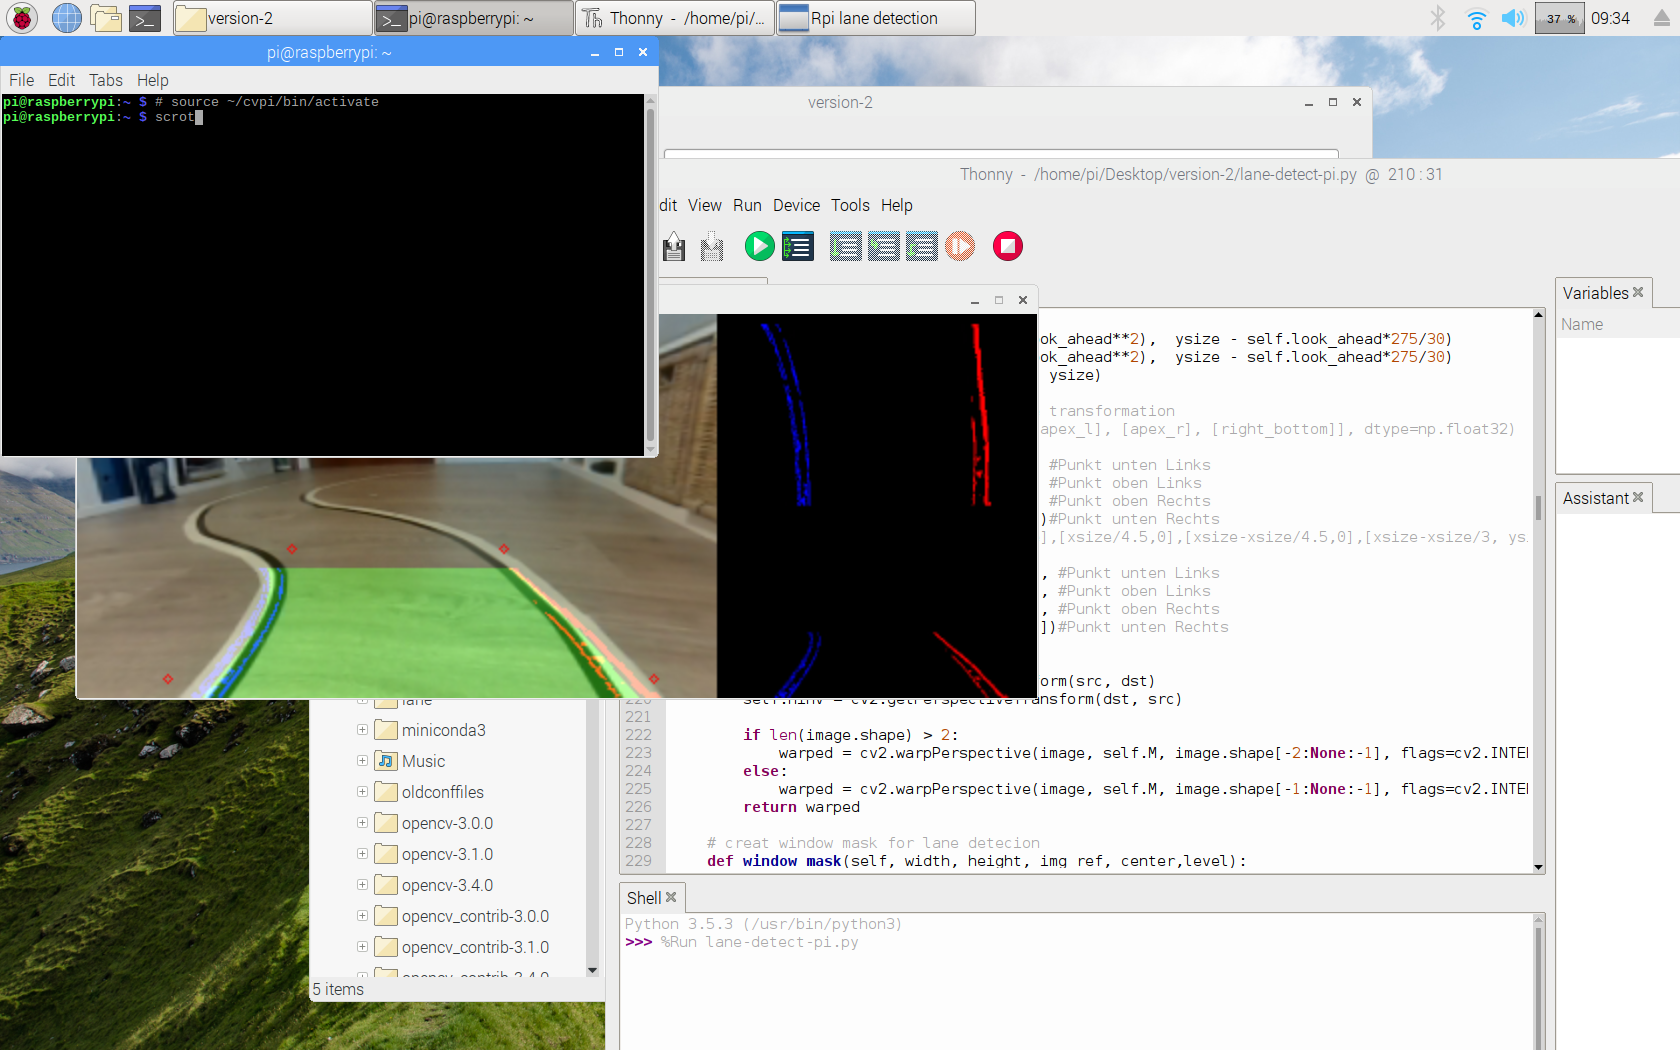 version-2
pi@raspberrypi: ~
Thonny - /home/pi/...
Rpi lane detection
37 %
09:34
pi@raspberrypi: ~
File Edit Tabs Help
pi@raspberrypi:~ $ # source ~/cvpi/bin/activate
pi@raspberrypi:~ $ scrot
version-2
Thonny - /home/pi/Desktop/version-2/lane-detect-pi.py @ 210 : 31
dit View Run Device Tools Help
ok_ahead**2), ysize - self.look_ahead*275/30)
ok_ahead**2), ysize - self.look_ahead*275/30)
ysize)
transformation
apex_l], [apex_r], [right_bottom]], dtype=np.float32)
#Punkt unten Links
#Punkt oben Links
#Punkt oben Rechts
)#Punkt unten Rechts
],[xsize/4.5,0],[xsize-xsize/4.5,0],[xsize-xsize/3, ys
, #Punkt unten Links
, #Punkt oben Links
, #Punkt oben Rechts
])#Punkt unten Rechts
orm(src, dst)
220 self.Minv = cv2.getPerspectiveTransform(dst, src)
221
222 if len(image.shape) > 2:
223 warped = cv2.warpPerspective(image, self.M, image.shape[-2:None:-1], flags=cv2.INTE
224 else:
225 warped = cv2.warpPerspective(image, self.M, image.shape[-1:None:-1], flags=cv2.INTE
226 return warped
227
228 # creat window mask for lane detecion
229 def window_mask(self, width, height, img_ref, center,level):
Variables
Name
Assistant
lane
miniconda3
Music
oldconffiles
opencv-3.0.0
opencv-3.1.0
opencv-3.4.0
opencv_contrib-3.0.0
opencv_contrib-3.1.0
opencv_contrib-3.4.0
5 items
Shell
Python 3.5.3 (/usr/bin/python3)
>>> %Run lane-detect-pi.py